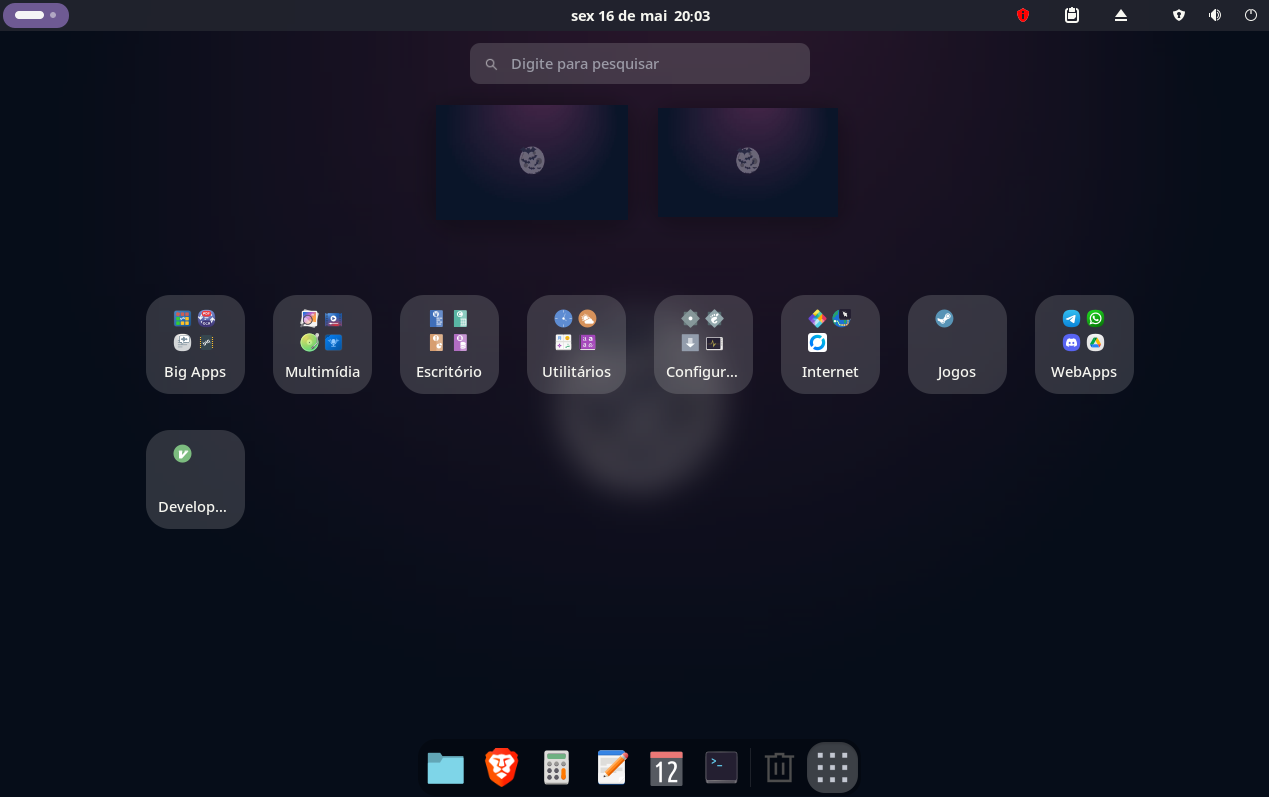 sex 16 de mai 20:03
Digite para pesquisar
Big Apps
Multimídia
Escritório
Utilitários
Configur...
Internet
Jogos
WebApps
Develop...
12
>_